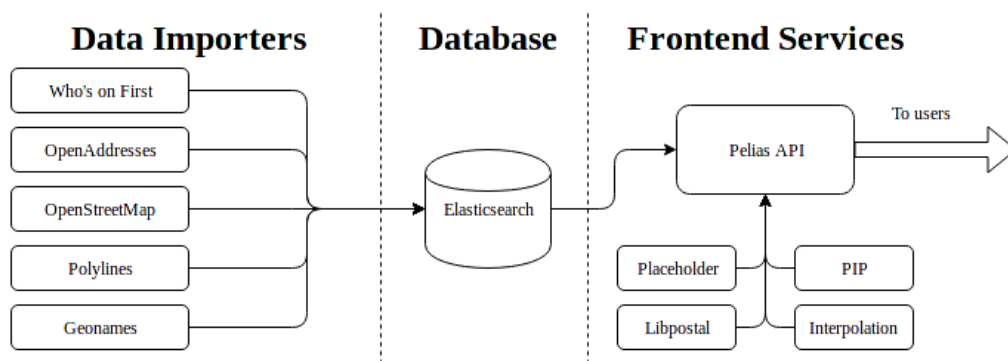 Data Importers
Database
Frontend Services
Who's on First
OpenAddresses
OpenStreetMap
Polylines
Geonames
Elasticsearch
Pelias API
To users
Placeholder
PIP
Libpostal
Interpolation